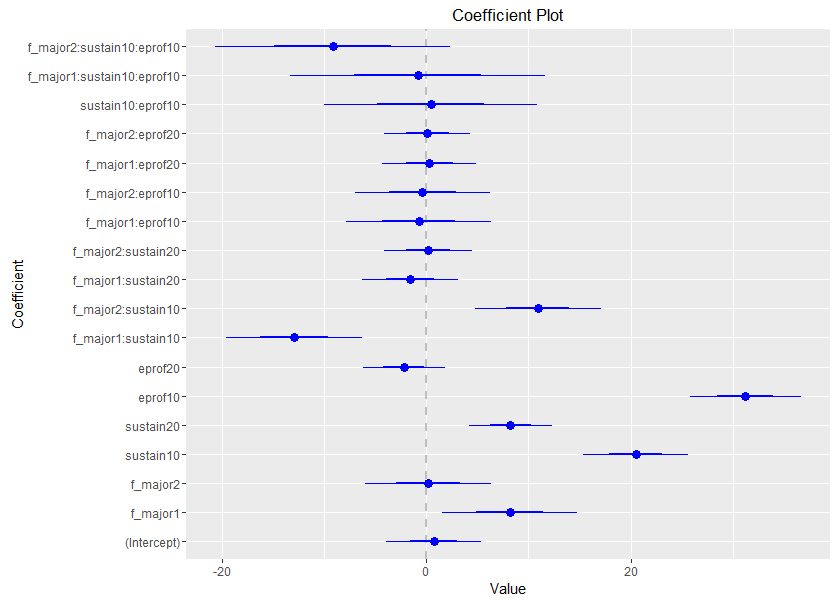 Coefficient Plot
f_major2:sustain10:eprof10
f_major1:sustain10:eprof10
sustain10:eprof10
f_major2:eprof20
f_major1:eprof20
f_major2:eprof10
f_major1:eprof10
f_major2:sustain20
f_major1:sustain20
f_major2:sustain10
f_major1:sustain10
eprof20
eprof10
sustain20
sustain10
f_major2
f_major1
(Intercept)
Coefficient
-20
0
20
Value